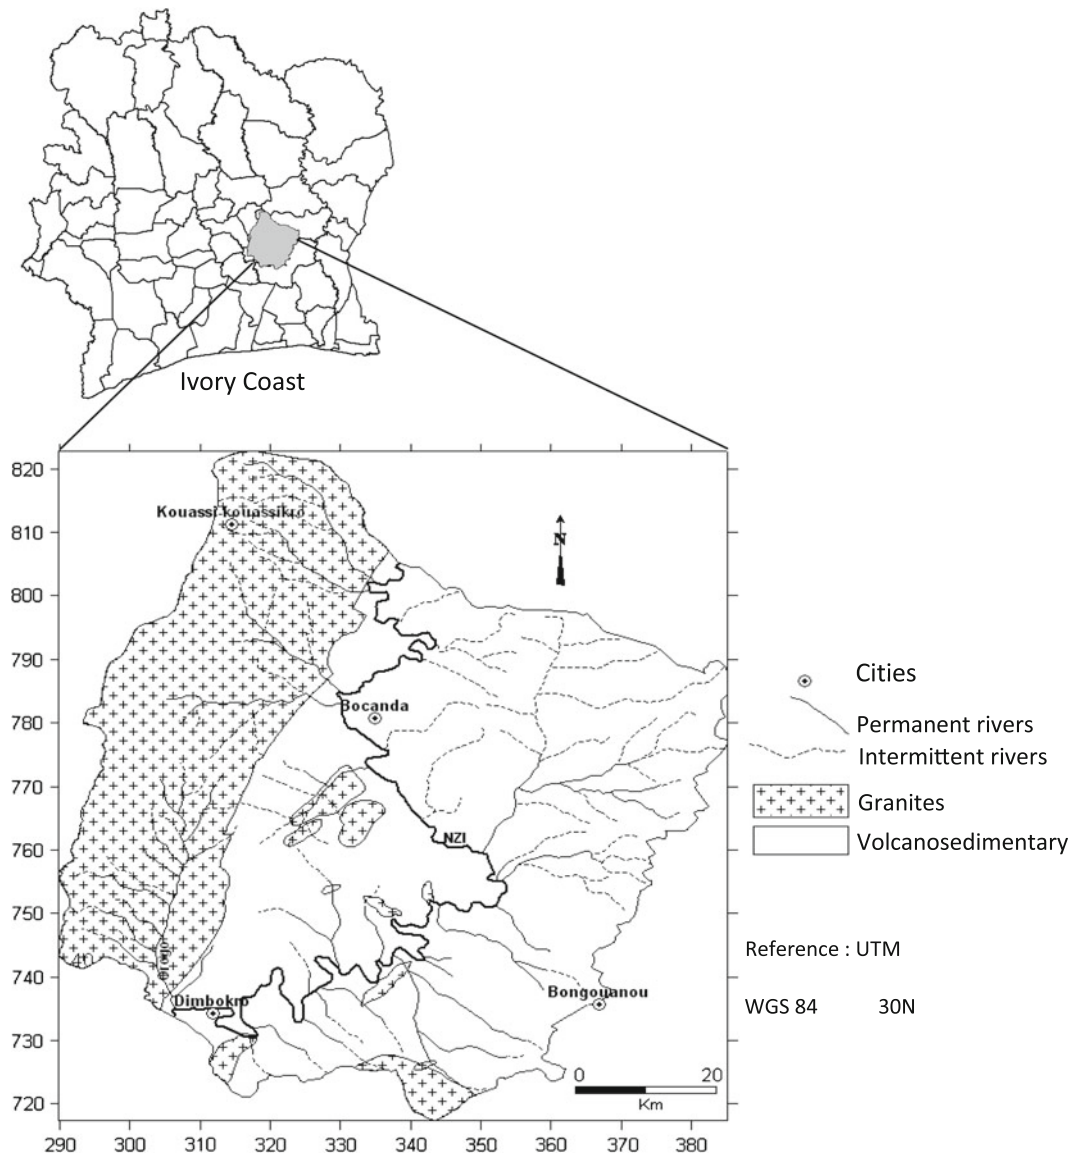 Ivory Coast
820
810
800
790
780
770
760
750
740
730
720
Kouassi kouassikro
N
Bocanda
NZI
Dimbokro
Bongouanou
0 20
Km
290 300 310 320 330 340 350 360 370 380
Cities
Permanent rivers
Intermittent rivers
Granites
Volcanosedimentary
Reference : UTM
WGS 84 30N